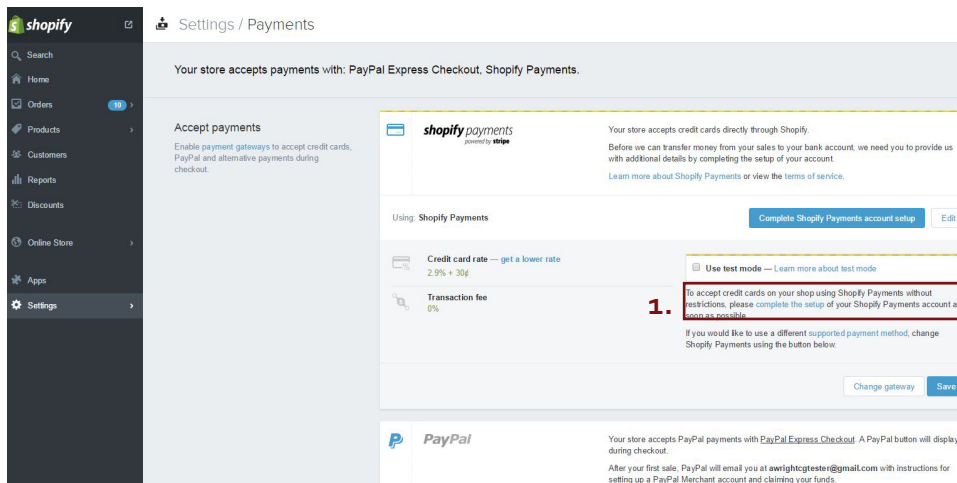 shopify
Settings / Payments
Search
Home
Orders 10
Products
Customers
Reports
Discounts
Online Store
Apps
Settings
Your store accepts payments with: PayPal Express Checkout, Shopify Payments.
Accept payments
Enable payment gateways to accept credit cards,
PayPal and alternative payments during
checkout.
shopify payments
powered by stripe
Your store accepts credit cards directly through Shopify.
Before we can transfer money from your sales to your bank account, we need you to provide us
with additional details by completing the setup of your account.
Learn more about Shopify Payments or view the terms of service.
Using: Shopify Payments
Complete Shopify Payments account setup
Edit
Credit card rate — get a lower rate
2.9% + 30¢
Transaction fee
0%
Use test mode — Learn more about test mode
1.
To accept credit cards on your shop using Shopify Payments without
restrictions, please complete the setup of your Shopify Payments account a
soon as possible.
If you would like to use a different supported payment method, change
Shopify Payments using the button below.
Change gateway
Save
PayPal
Your store accepts PayPal payments with PayPal Express Checkout. A PayPal button will display
during checkout.
After your first sale, PayPal will email you at awrightcgtester@gmail.com with instructions for
setting up a PayPal Merchant account and claiming your funds.